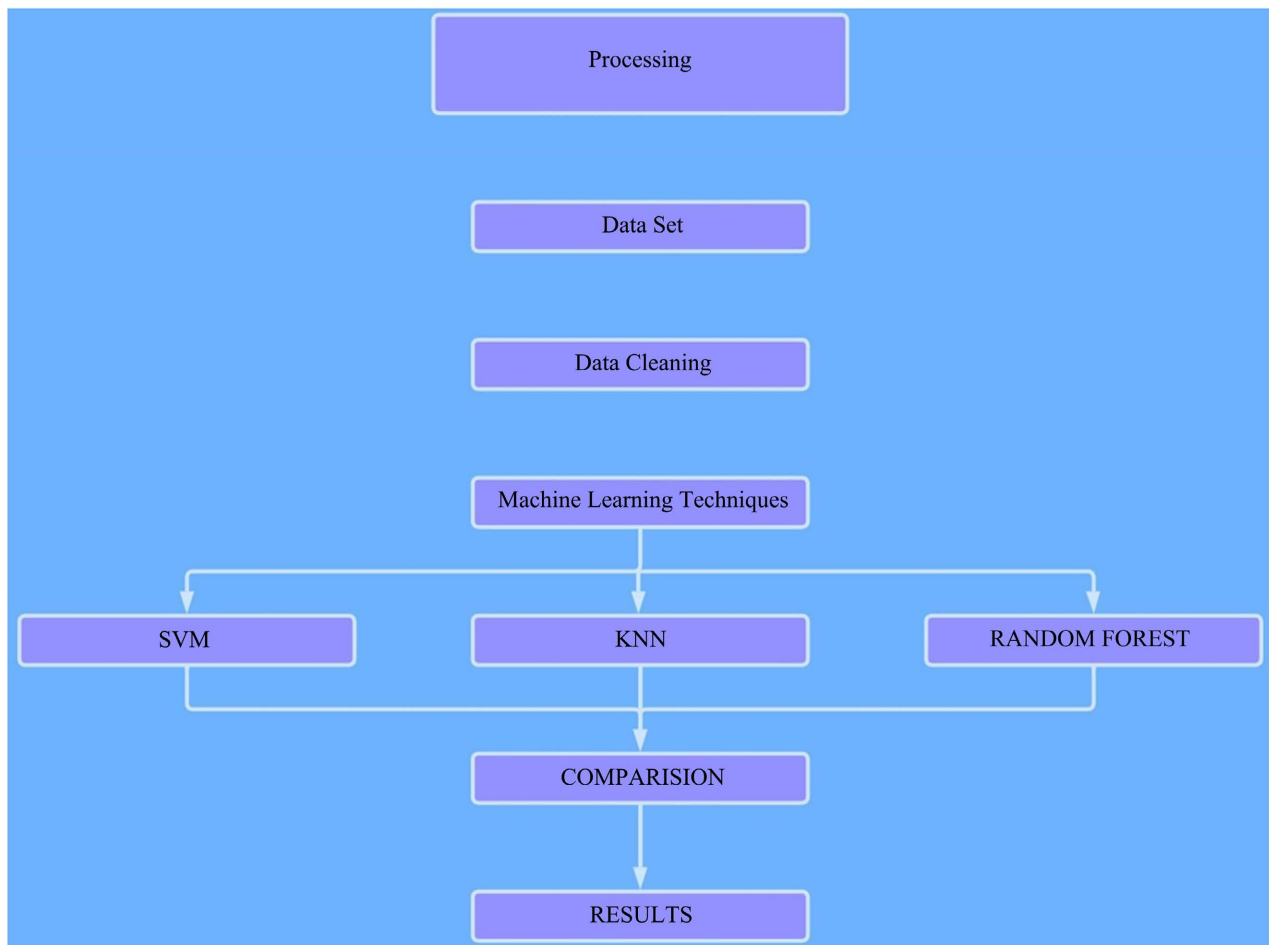 Processing
Data Set
Data Cleaning
Machine Learning Techniques
SVM
KNN
RANDOM FOREST
COMPARISION
RESULTS